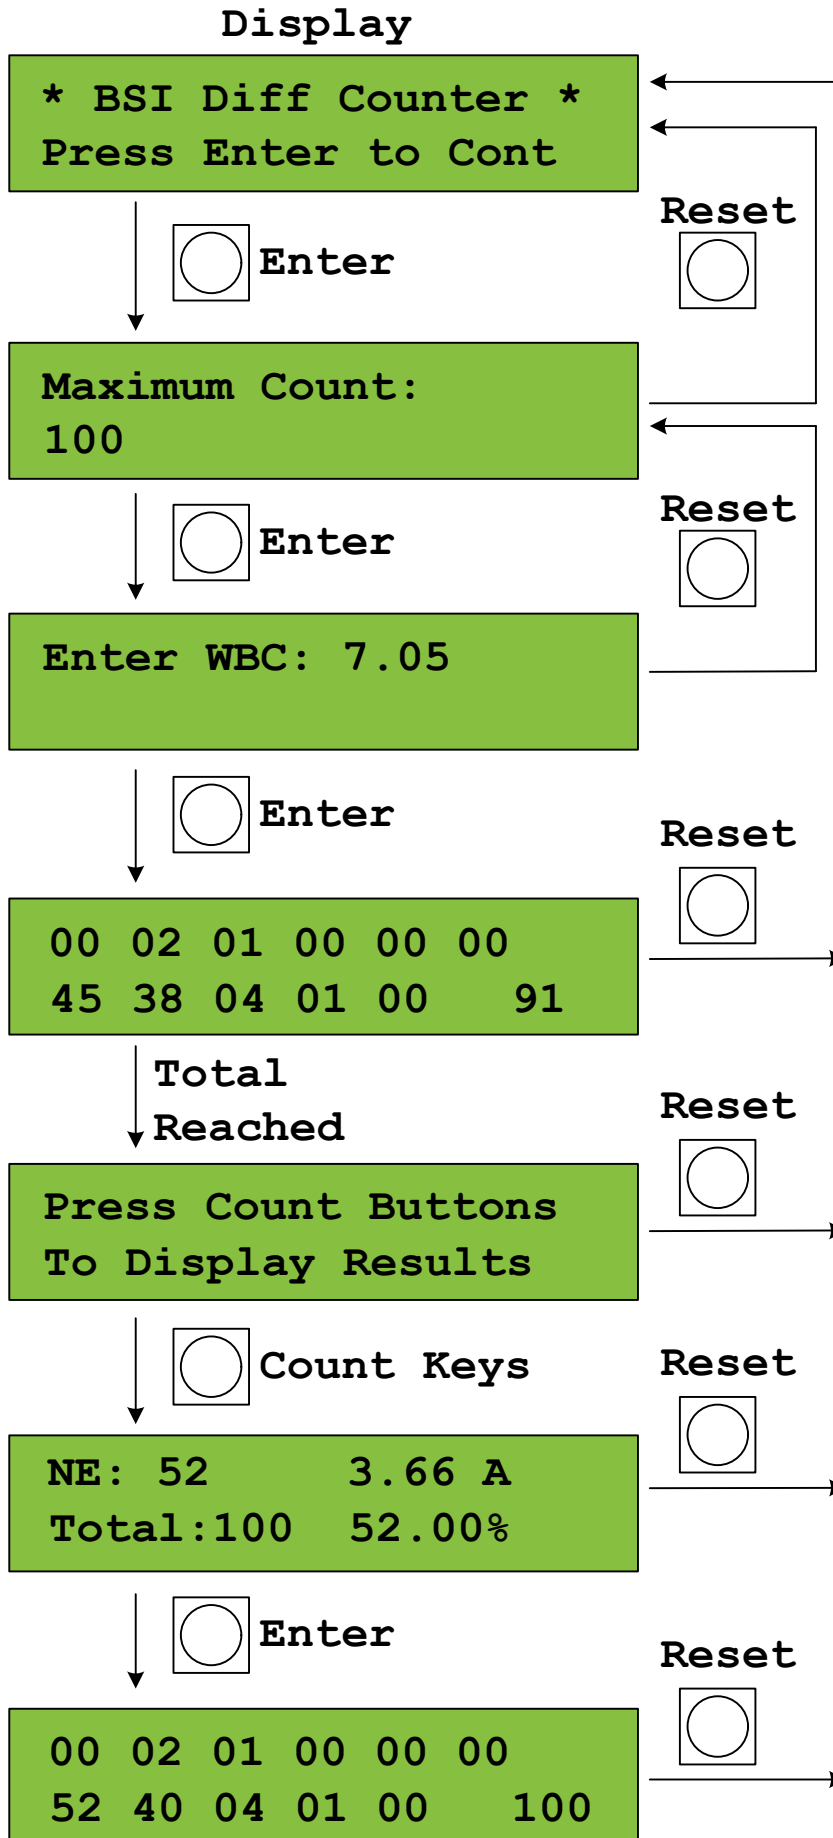 Display
* BSI Diff Counter *
Press Enter to Cont
Reset
Enter
Maximum Count:
100
Reset
Enter
Enter WBC: 7.05
Enter
Reset
00 02 01 00 00 00
45 38 04 01 00 91
Total
Reached
Reset
Press Count Buttons
To Display Results
Count Keys
Reset
NE: 52 3.66 A
Total:100 52.00%
Enter
Reset
00 02 01 00 00 00
52 40 04 01 00 100